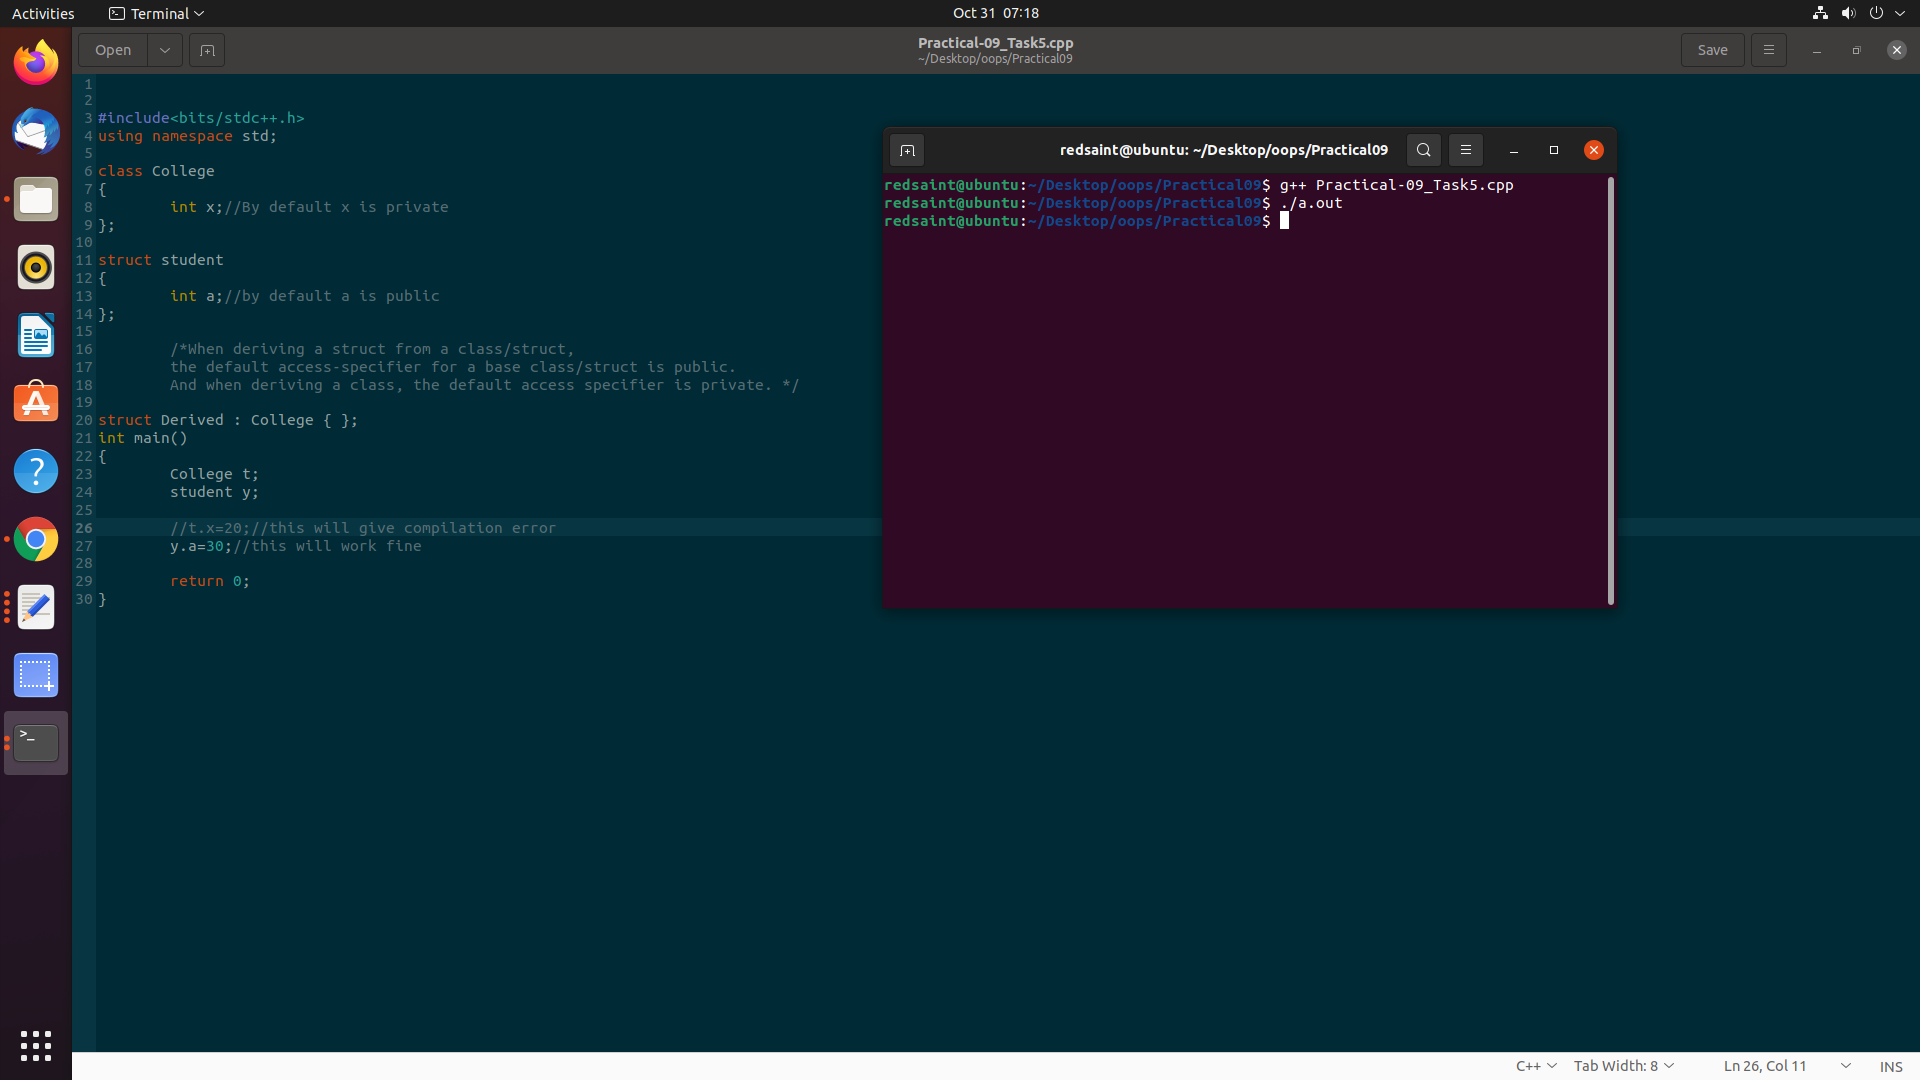 Activities
Terminal
Oct 31 07:18
Open
Practical-09_Task5.cpp
~/Desktop/oops/Practical09
Save
1
2
3 #include<bits/stdc++.h>
4 using namespace std;
5
6 class College
7 {
8 int x;//By default x is private
9 };
10
11 struct student
12 {
13 int a;//by default a is public
14 };
15
16 /*When deriving a struct from a class/struct,
17 the default access-specifier for a base class/struct is public.
18 And when deriving a class, the default access specifier is private. */
19
20 struct Derived : College { };
21 int main()
22 {
23 College t;
24 student y;
25
26 //t.x=20;//this will give compilation error
27 y.a=30;//this will work fine
28
29 return 0;
30 }
redsaint@ubuntu: ~/Desktop/oops/Practical09
redsaint@ubuntu:~/Desktop/oops/Practical09$ g++ Practical-09_Task5.cpp
redsaint@ubuntu:~/Desktop/oops/Practical09$ ./a.out
redsaint@ubuntu:~/Desktop/oops/Practical09$
C++
Tab Width: 8
Ln 26, Col 11
INS